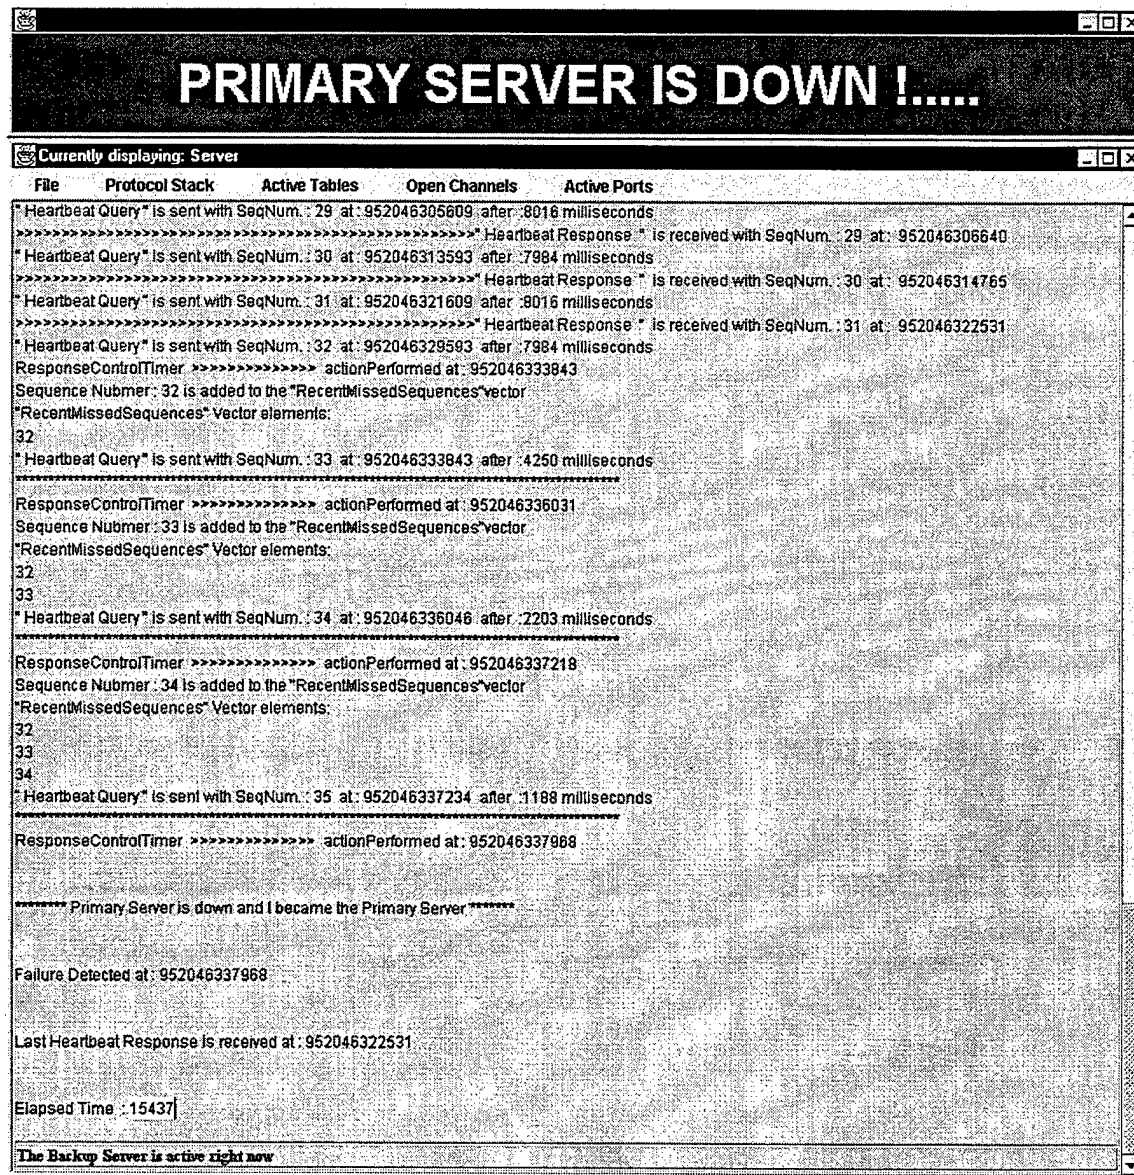 PRIMARY SERVER IS DOWN !.....
Currently displaying: Server
File Protocol Stack Active Tables Open Channels Active Ports
" Heartbeat Query" is sent with SeqNum. : 29 at : 952046305609 after :8016 milliseconds
>>>>>>>>>>>>>>>>>>>>>>>>>>>>>>>>>>>>>>>>>>>>>>>>>>>" Heartbeat Response " is received with SeqNum. : 29 at : 952046306640
" Heartbeat Query" is sent with SeqNum. : 30 at : 952046313593 after :7984 milliseconds
>>>>>>>>>>>>>>>>>>>>>>>>>>>>>>>>>>>>>>>>>>>>>>>>>>>" Heartbeat Response " is received with SeqNum. : 30 at : 952046314765
" Heartbeat Query" is sent with SeqNum. : 31 at : 952046321609 after :8016 milliseconds
>>>>>>>>>>>>>>>>>>>>>>>>>>>>>>>>>>>>>>>>>>>>>>>>>>>" Heartbeat Response " is received with SeqNum. : 31 at : 952046322531
" Heartbeat Query" is sent with SeqNum. : 32 at : 952046329593 after :7984 milliseconds
ResponseControlTimer >>>>>>>>>>>>>> actionPerformed at : 952046333843
Sequence Nubmer : 32 is added to the "RecentMissedSequences"vector
"RecentMissedSequences" Vector elements:
32
" Heartbeat Query" is sent with SeqNum. : 33 at : 952046333843 after :4250 milliseconds
****************************************************************************************************
ResponseControlTimer >>>>>>>>>>>>>> actionPerformed at : 952046336031
Sequence Nubmer : 33 is added to the "RecentMissedSequences"vector
"RecentMissedSequences" Vector elements:
32
33
" Heartbeat Query" is sent with SeqNum. : 34 at : 952046336046 after :2203 milliseconds
****************************************************************************************************
ResponseControlTimer >>>>>>>>>>>>>> actionPerformed at : 952046337218
Sequence Nubmer : 34 is added to the "RecentMissedSequences"vector
"RecentMissedSequences" Vector elements:
32
33
34
" Heartbeat Query" is sent with SeqNum. : 35 at : 952046337234 after :1188 milliseconds
****************************************************************************************************
ResponseControlTimer >>>>>>>>>>>>>> actionPerformed at : 952046337968
******** Primary Server is down and I became the Primary Server *******
Failure Detected at : 952046337968
Last Heartbeat Response is received at : 952046322531
Elapsed Time : 15437
The Backup Server is active right now